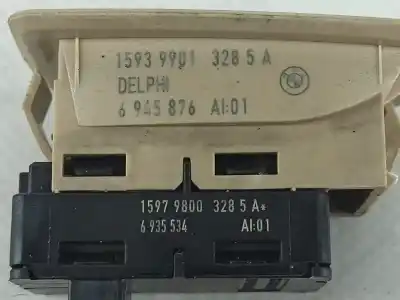 1593 9901 328 5 A
DELPHI
6 945 876 AI:01
1597 9800 328 5 A*
6 935 534 AI:01